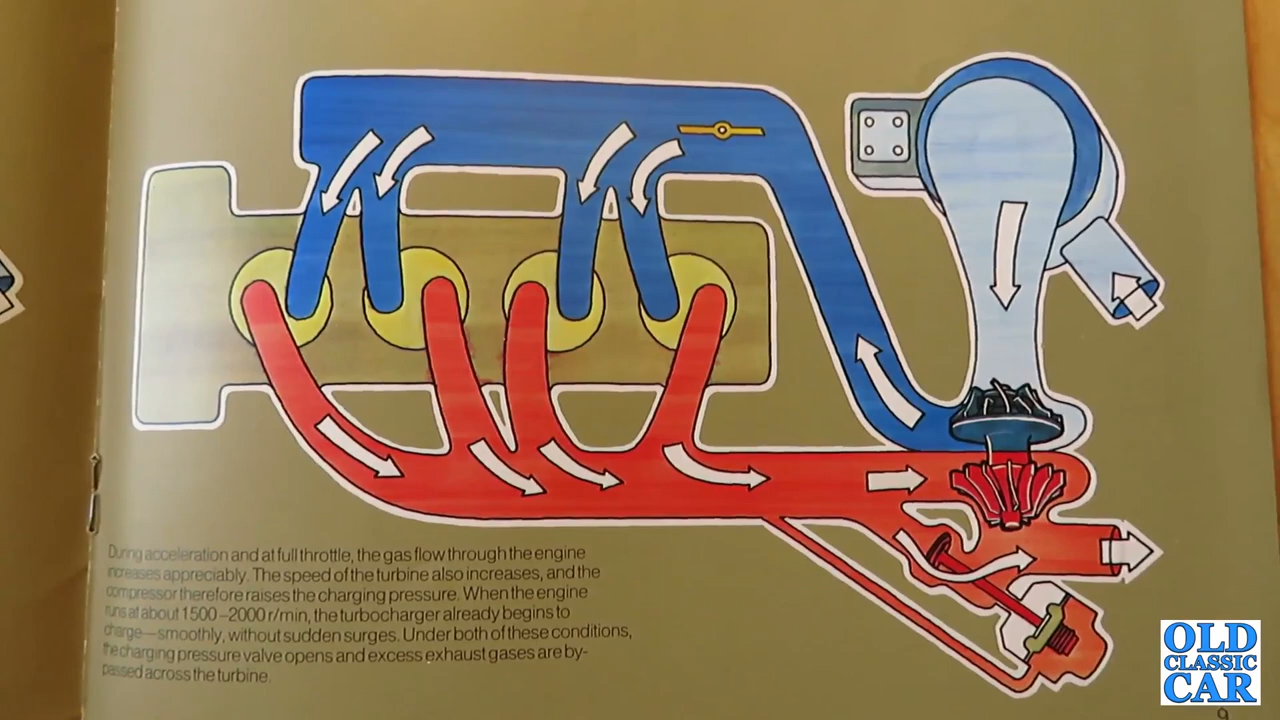 During acceleration and at full throttle, the gas flow through the engine
increases appreciably. The speed of the turbine also increases, and the
compressor therefore raises the charging pressure. When the engine
runs at about 1500–2000 r/min, the turbocharger already begins to
charge—smoothly, without sudden surges. Under both of these conditions,
the charging pressure valve opens and excess exhaust gases are by-
passed across the turbine.
OLD
CLASSIC
CAR
9